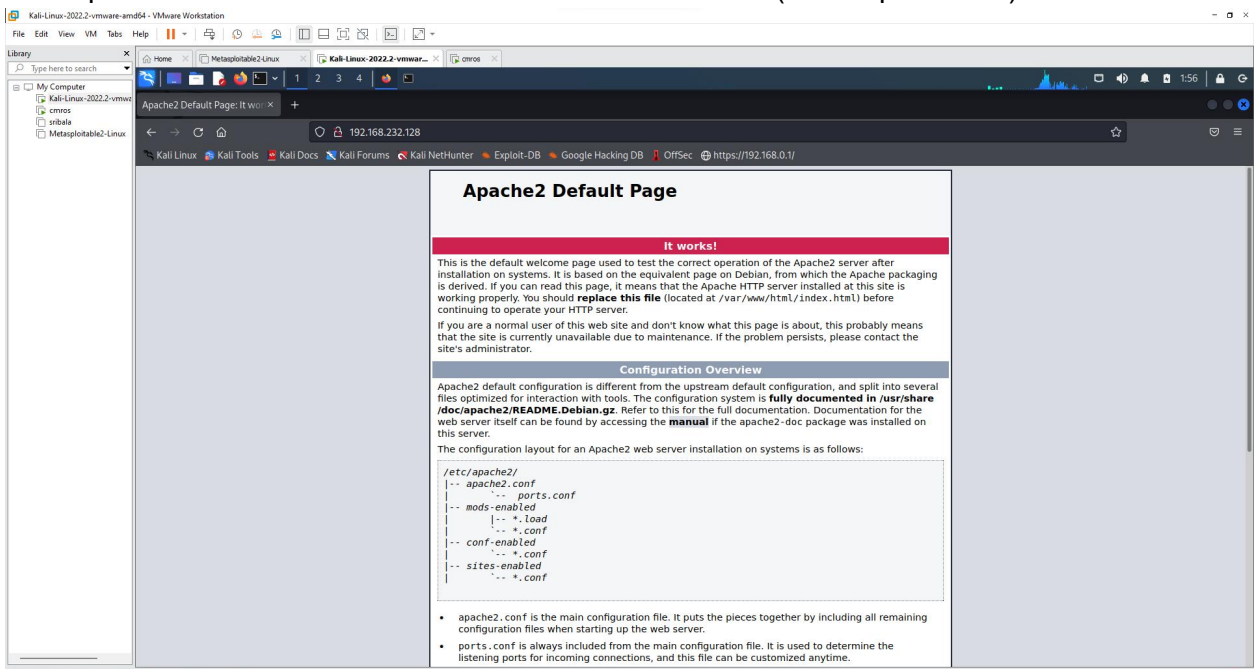 Kali-Linux-2022.2-vmware-amd64 - VMware Workstation
File Edit View VM Tabs Help
Library
Type here to search
My Computer
Kali-Linux-2022.2-vmwa
cmros
sribala
Metasploitable2-Linux
Home Metasploitable2-Linux Kali-Linux-2022.2-vmwar... cmros
1 2 3 4 1:56
Apache2 Default Page: It wor
192.168.232.128
Kali Linux Kali Tools Kali Docs Kali Forums Kali NetHunter Exploit-DB Google Hacking DB OffSec https://192.168.0.1/
Apache2 Default Page
It works!
This is the default welcome page used to test the correct operation of the Apache2 server after
installation on systems. It is based on the equivalent page on Debian, from which the Apache packaging
is derived. If you can read this page, it means that the Apache HTTP server installed at this site is
working properly. You should replace this file (located at /var/www/html/index.html) before
continuing to operate your HTTP server.
If you are a normal user of this web site and don't know what this page is about, this probably means
that the site is currently unavailable due to maintenance. If the problem persists, please contact the
site's administrator.
Configuration Overview
Apache2 default configuration is different from the upstream default configuration, and split into several
files optimized for interaction with tools. The configuration system is fully documented in /usr/share
/doc/apache2/README.Debian.gz. Refer to this for the full documentation. Documentation for the
web server itself can be found by accessing the manual if the apache2-doc package was installed on
this server.
The configuration layout for an Apache2 web server installation on systems is as follows:
/etc/apache2/
|-- apache2.conf
|       `--  ports.conf
|-- mods-enabled
|       |-- *.load
|       `-- *.conf
|-- conf-enabled
|       `-- *.conf
|-- sites-enabled
|       `-- *.conf
• apache2.conf is the main configuration file. It puts the pieces together by including all remaining
configuration files when starting up the web server.
• ports.conf is always included from the main configuration file. It is used to determine the
listening ports for incoming connections, and this file can be customized anytime.